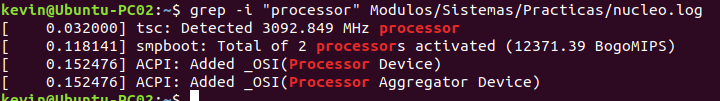 kevin@Ubuntu-PC02:~$ grep -i "processor" Modulos/Sistemas/Practicas/nucleo.log
[    0.032000] tsc: Detected 3092.849 MHz processor
[    0.118141] smpboot: Total of 2 processors activated (12371.39 BogoMIPS)
[    0.152476] ACPI: Added _OSI(Processor Device)
[    0.152476] ACPI: Added _OSI(Processor Aggregator Device)
kevin@Ubuntu-PC02:~$